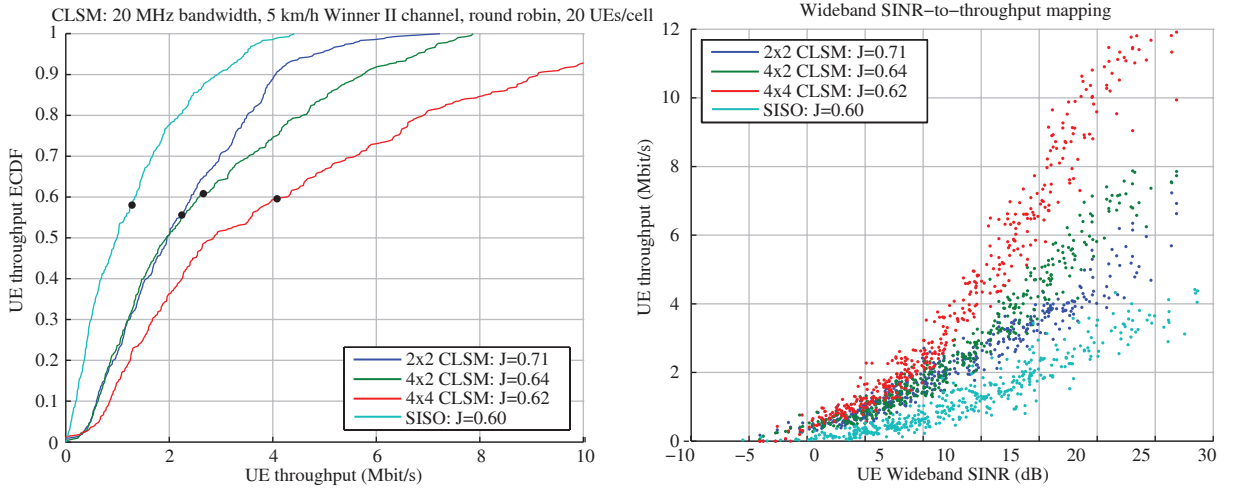 CLSM: 20 MHz bandwidth, 5 km/h Winner II channel, round robin, 20 UEs/cell
1
0.9
0.8
0.7
0.6
0.5
0.4
0.3
0.2
0.1
0
UE throughput ECDF
2x2 CLSM: J=0.71
4x2 CLSM: J=0.64
4x4 CLSM: J=0.62
SISO: J=0.60
0 2 4 6 8 10
UE throughput (Mbit/s)
Wideband SINR−to−throughput mapping
12
10
8
6
4
2
0
UE throughput (Mbit/s)
2x2 CLSM: J=0.71
4x2 CLSM: J=0.64
4x4 CLSM: J=0.62
SISO: J=0.60
−10 −5 0 5 10 15 20 25 30
UE Wideband SINR (dB)